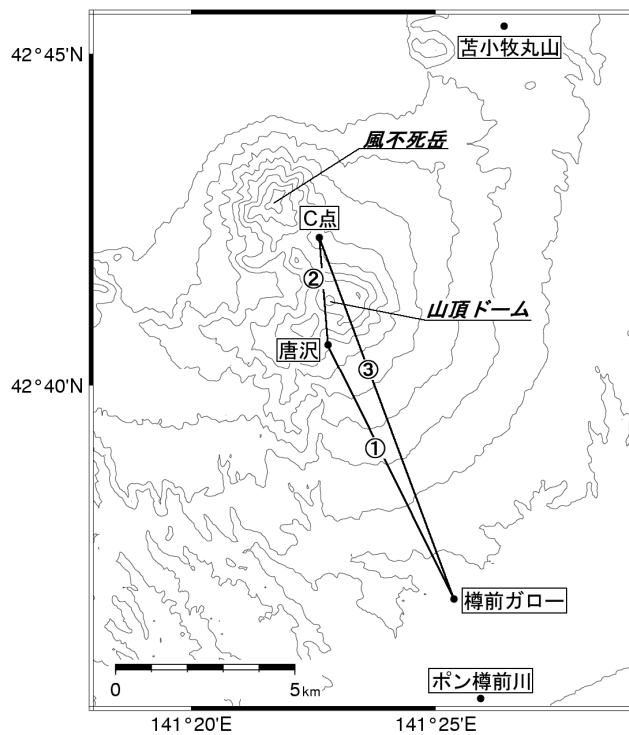 42°45'N
苫小牧丸山
風不死岳
C点
②
山頂ドーム
唐沢
③
42°40'N
①
樽前ガロー
ポン樽前川
0 5km
141°20'E 141°25'E